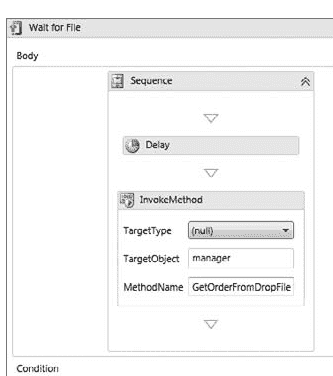 Wait for File
Body
Sequence
Delay
InvokeMethod
TargetType (null)
TargetObject manager
MethodName GetOrderFromDropFile
Condition